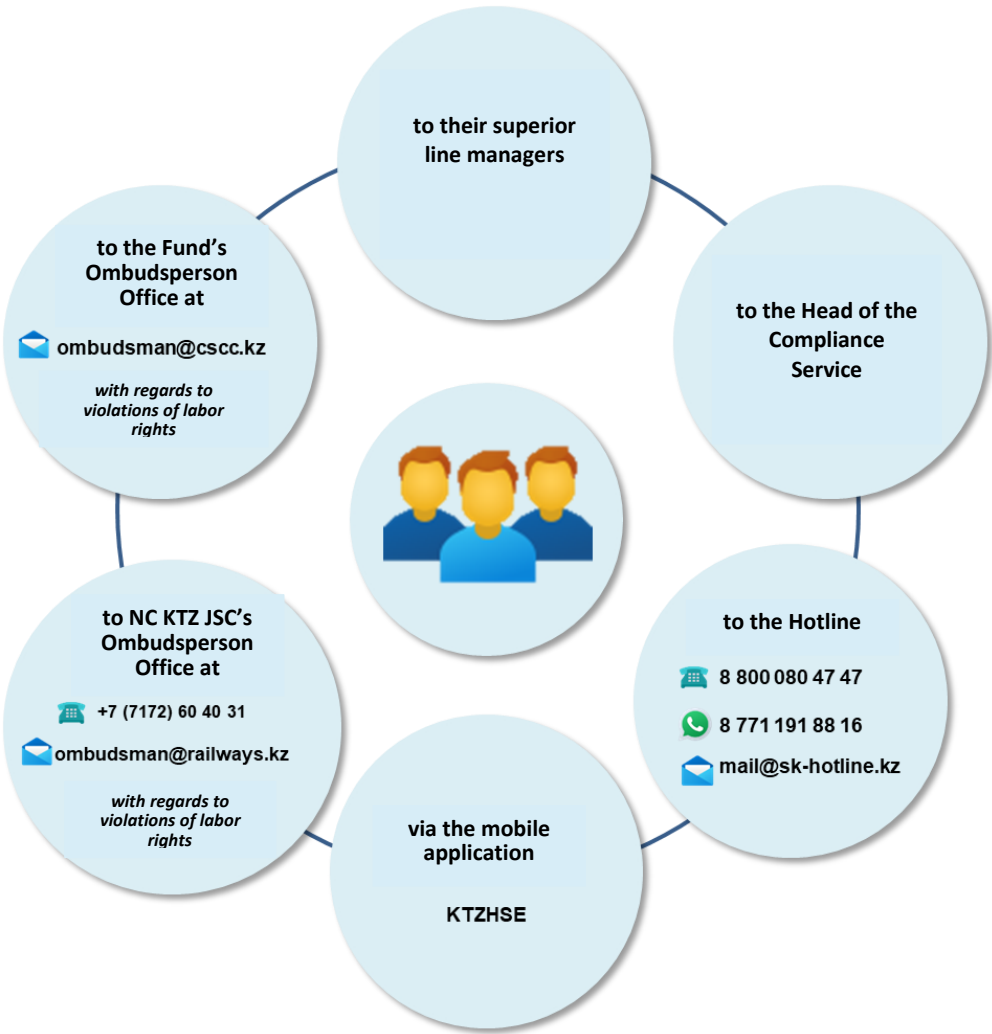 to their superior
line managers
to the Head of the
Compliance
Service
to the Hotline
8 800 080 47 47
8 771 191 88 16
mail@sk-hotline.kz
via the mobile
application
KTZHSE
to NC KTZ JSC’s
Ombudsperson
Office at
+7 (7172) 60 40 31
ombudsman@railways.kz
with regards to
violations of labor
rights
to the Fund’s
Ombudsperson
Office at
ombudsman@cscc.kz
with regards to
violations of labor
rights